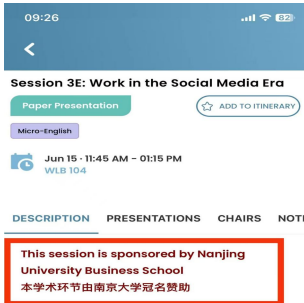 09:26
82
Session 3E: Work in the Social Media Era
Paper Presentation
ADD TO ITINERARY
Micro-English
Jun 15 · 11:45 AM – 01:15 PM
WLB 104
DESCRIPTION PRESENTATIONS CHAIRS NOT
This session is sponsored by Nanjing
University Business School
本学术环节由南京大学冠名赞助